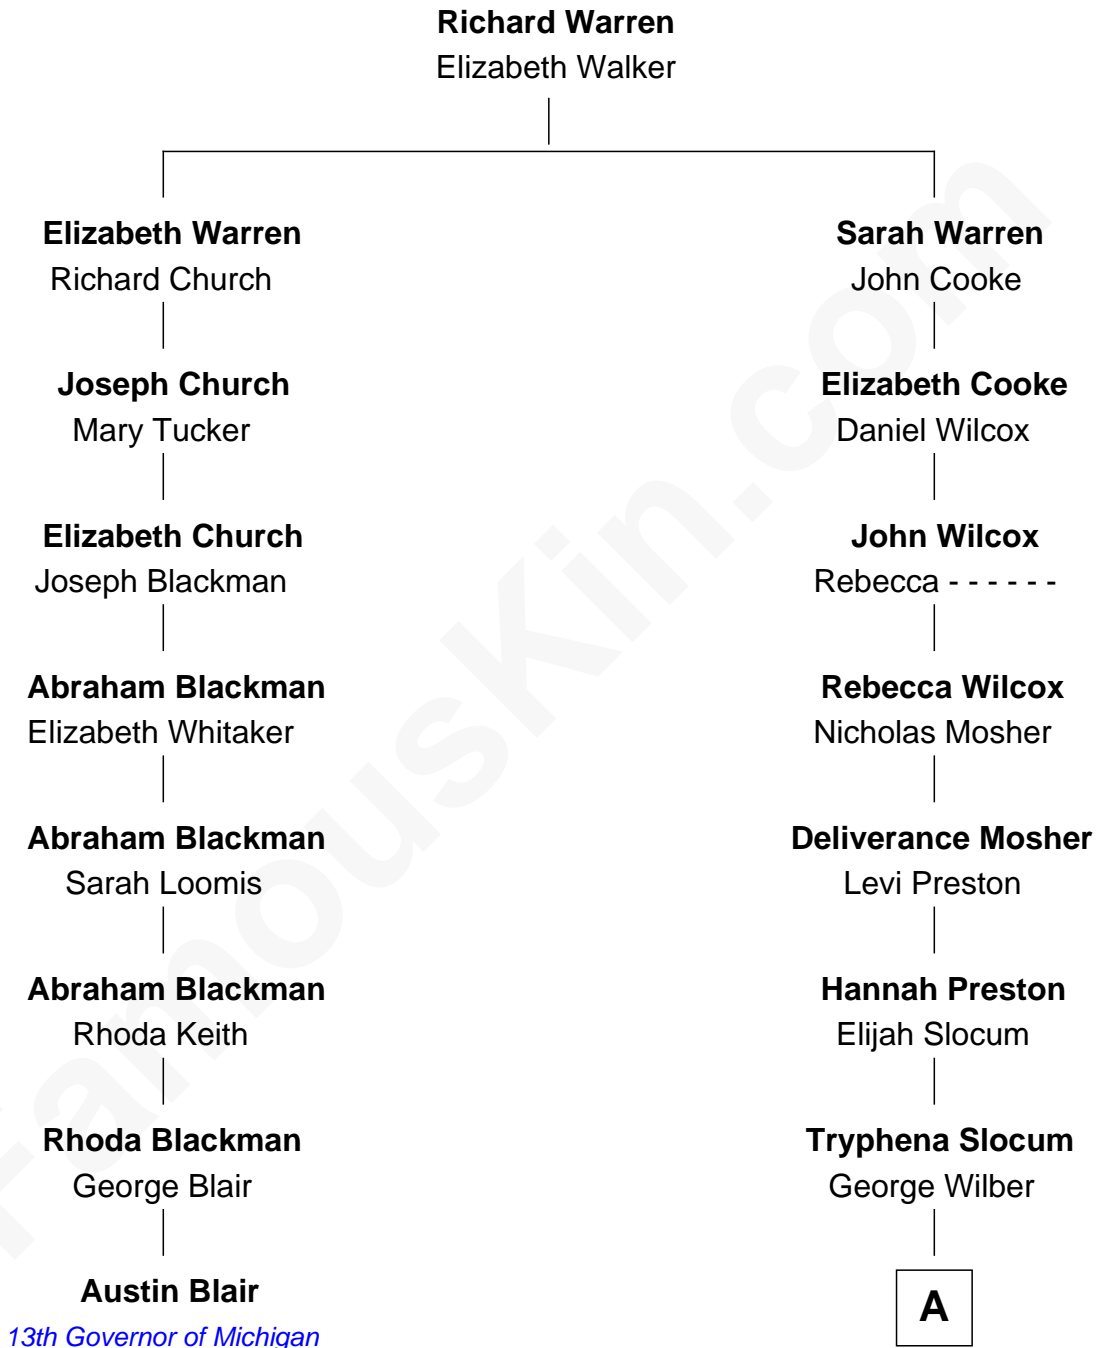 Richard Warren
Elizabeth Walker
Elizabeth Warren
Richard Church
Joseph Church
Mary Tucker
Elizabeth Church
Joseph Blackman
Abraham Blackman
Elizabeth Whitaker
Abraham Blackman
Sarah Loomis
Abraham Blackman
Rhoda Keith
Rhoda Blackman
George Blair
Austin Blair
13th Governor of Michigan
Sarah Warren
John Cooke
Elizabeth Cooke
Daniel Wilcox
John Wilcox
Rebecca - - - - - -
Rebecca Wilcox
Nicholas Mosher
Deliverance Mosher
Levi Preston
Hannah Preston
Elijah Slocum
Tryphena Slocum
George Wilber
A
FamousKin.com